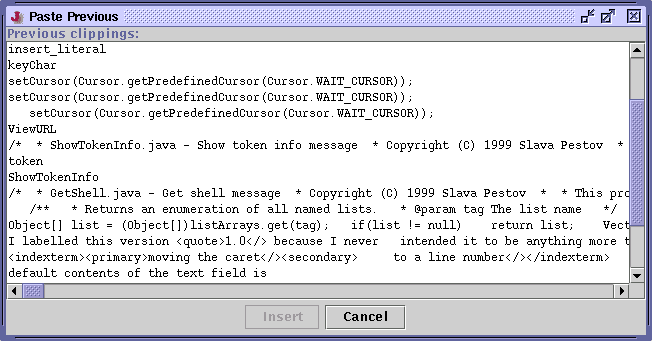 Paste Previous
Previous clippings:
insert_literal
keyChar
setCursor(Cursor.getPredefinedCursor(Cursor.WAIT_CURSOR));
setCursor(Cursor.getPredefinedCursor(Cursor.WAIT_CURSOR));
   setCursor(Cursor.getPredefinedCursor(Cursor.WAIT_CURSOR));
ViewURL
/*  * ShowTokenInfo.java - Show token info message  * Copyright (C) 1999 Slava Pestov  *
token
ShowTokenInfo
/*  * GetShell.java - Get shell message  * Copyright (C) 1999 Slava Pestov  *  * This pro
   /**   * Returns an enumeration of all named lists.   * @param tag The list name   */
Object[] list = (Object[])listArrays.get(tag);   if(list != null)    return list;    Vect
I labelled this version <quote>1.0</> because I never   intended it to be anything more t
<indexterm><primary>moving the caret</><secondary>     to a line number</></indexterm>
default contents of the text field is
Insert
Cancel